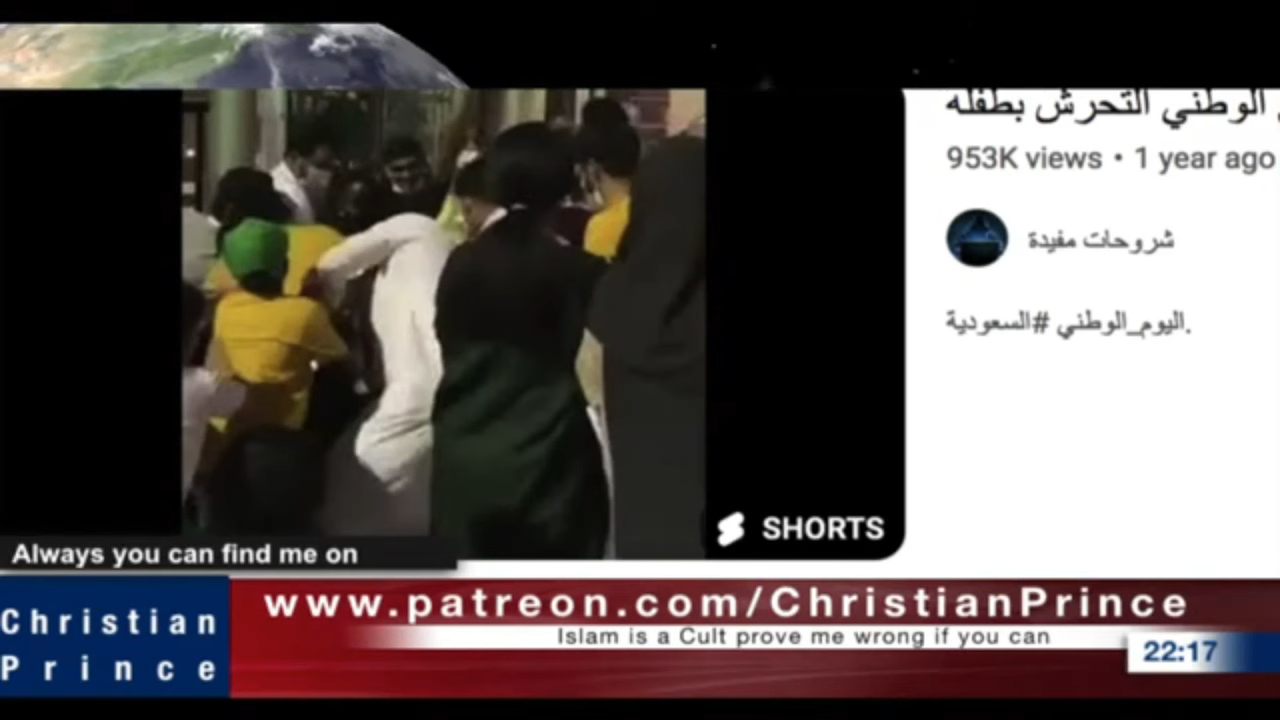 الوطني التحرش بطفله
953K views • 1 year ago
شروحات مفيدة
.اليوم_الوطني #السعودية
SHORTS
Always you can find me on
Christian
Prince
www.patreon.com/ChristianPrince
Islam is a Cult prove me wrong if you can
22:17